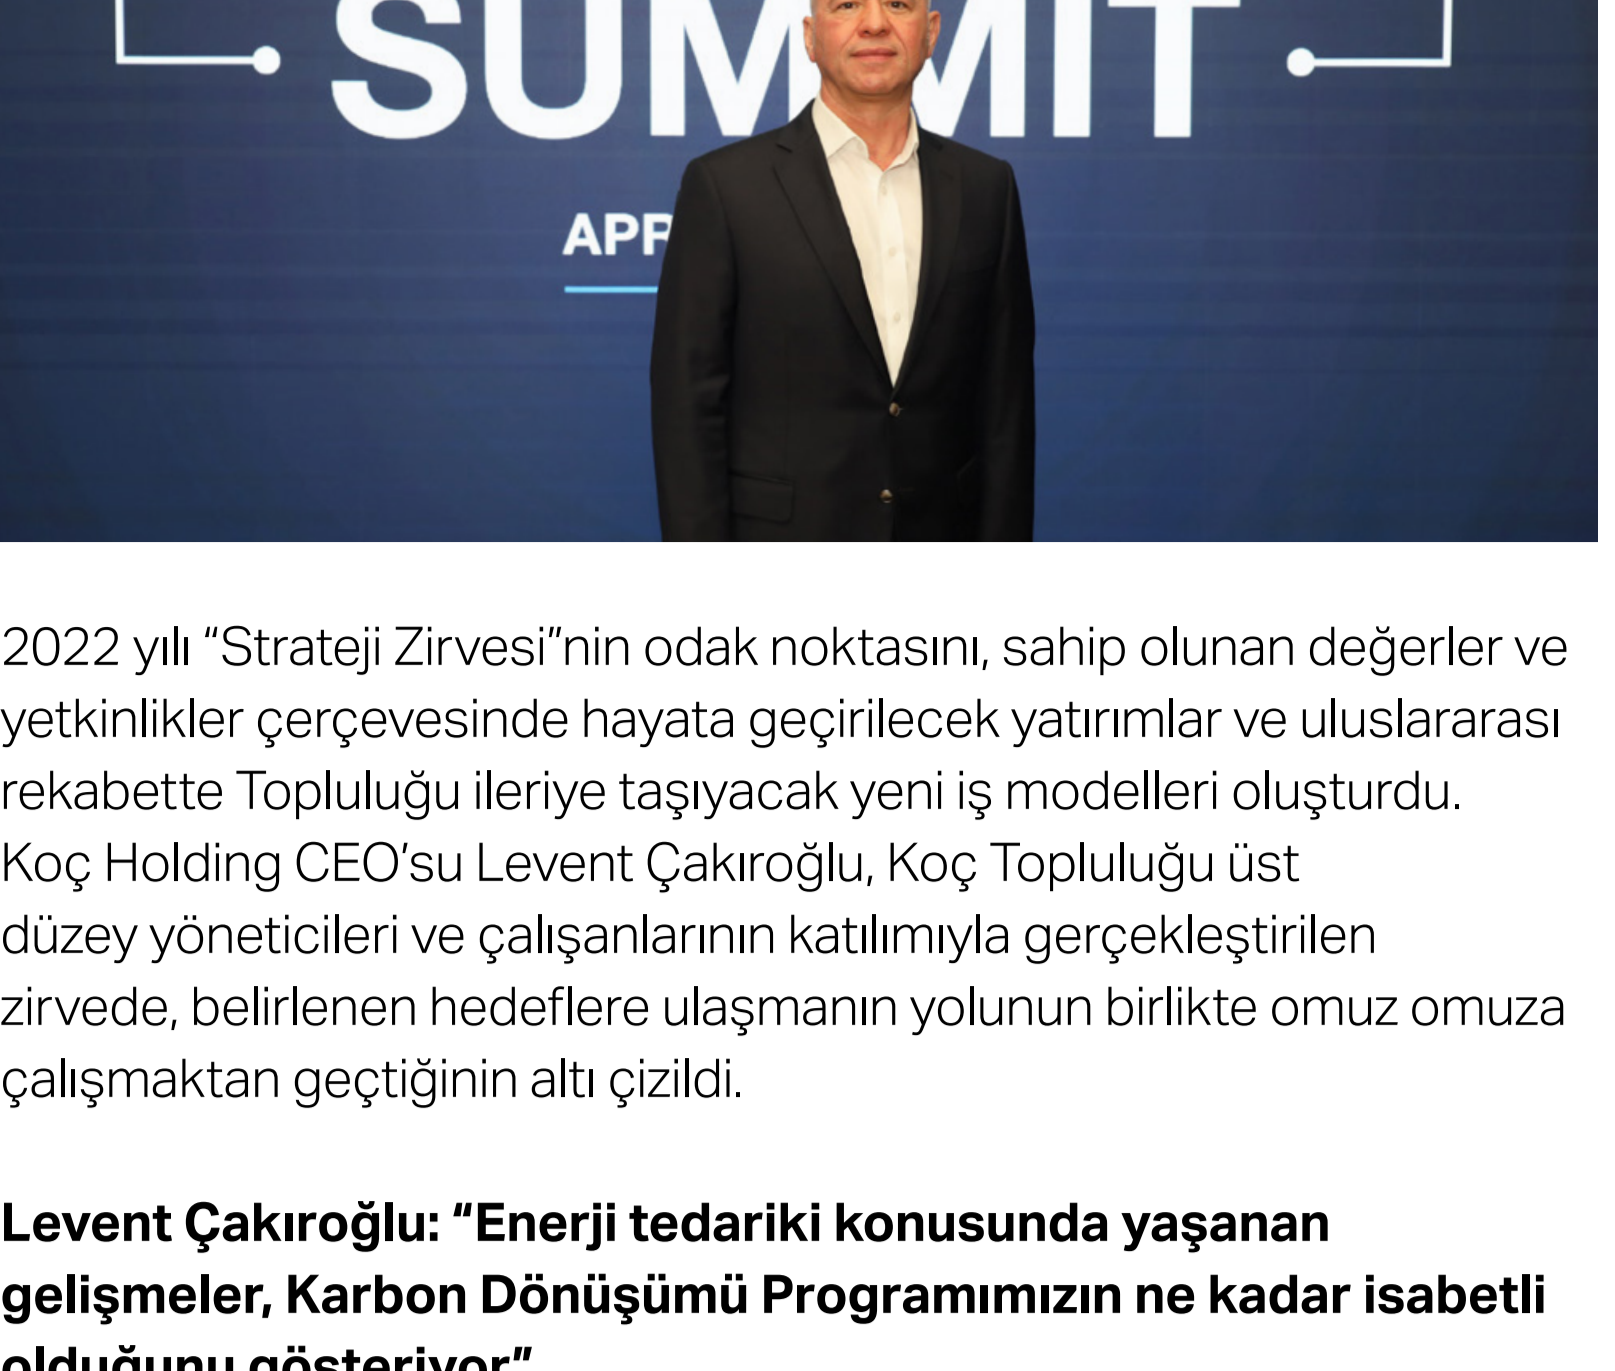 SUMMIT
APR
2022 yılı “Strateji Zirvesi”nin odak noktasını, sahip olunan değerler ve
yetkinlikler çerçevesinde hayata geçirilecek yatırımlar ve uluslararası
rekabette Topluluğu ileriye taşıyacak yeni iş modelleri oluşturdu.
Koç Holding CEO’su Levent Çakıroğlu, Koç Topluluğu üst
düzey yöneticileri ve çalışanlarının katılımıyla gerçekleştirilen
zirvede, belirlenen hedeflere ulaşmanın yolunun birlikte omuz omuza
çalışmaktan geçtiğinin altı çizildi.
Levent Çakıroğlu: “Enerji tedariki konusunda yaşanan
gelişmeler, Karbon Dönüşümü Programımızın ne kadar isabetli
olduğunu gösteriyor”